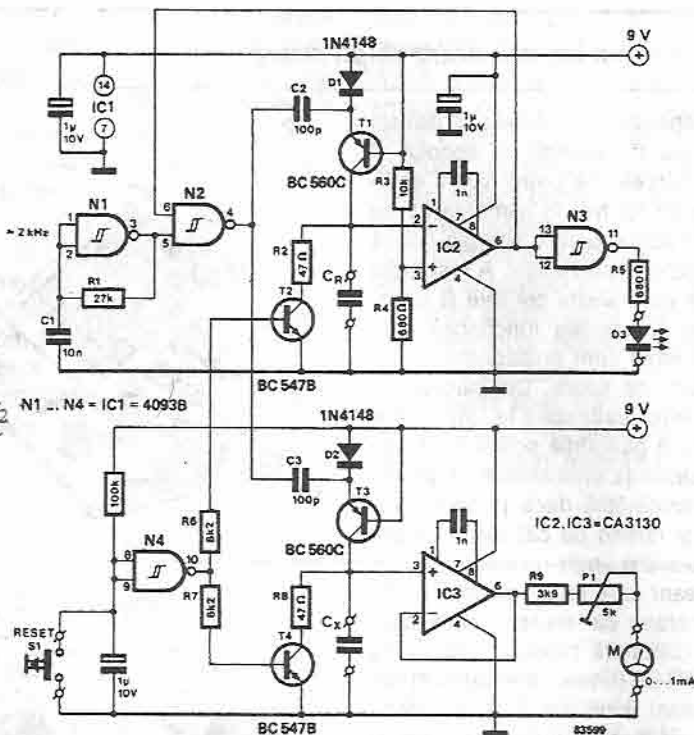 1N4148
9 V
14
IC1
7
1µ
10V
C2
100p
D1
T1
BC 560C
R3
10k
1µ
10V
1n
N1
N2
≈ 2 kHz
1
2
3
6
5
4
R1
27k
C1
10n
R2
47Ω
T2
CR
R4
680Ω
2
3
1
7
8
4
6
IC2
N3
13
12
11
R5
680Ω
D3
BC 547B
N1 ... N4 = IC1 = 4093B
1N4148
9 V
100k
N4
8
9
10
R6
8k2
R7
8k2
C3
100p
D2
T3
BC 560C
1n
IC2, IC3 = CA3130
R8
47Ω
T4
CX
3
2
1
7
8
4
6
IC3
R9
3k9
P1
5k
RESET
S1
1µ
10V
M
0...1mA
BC 547B
83599